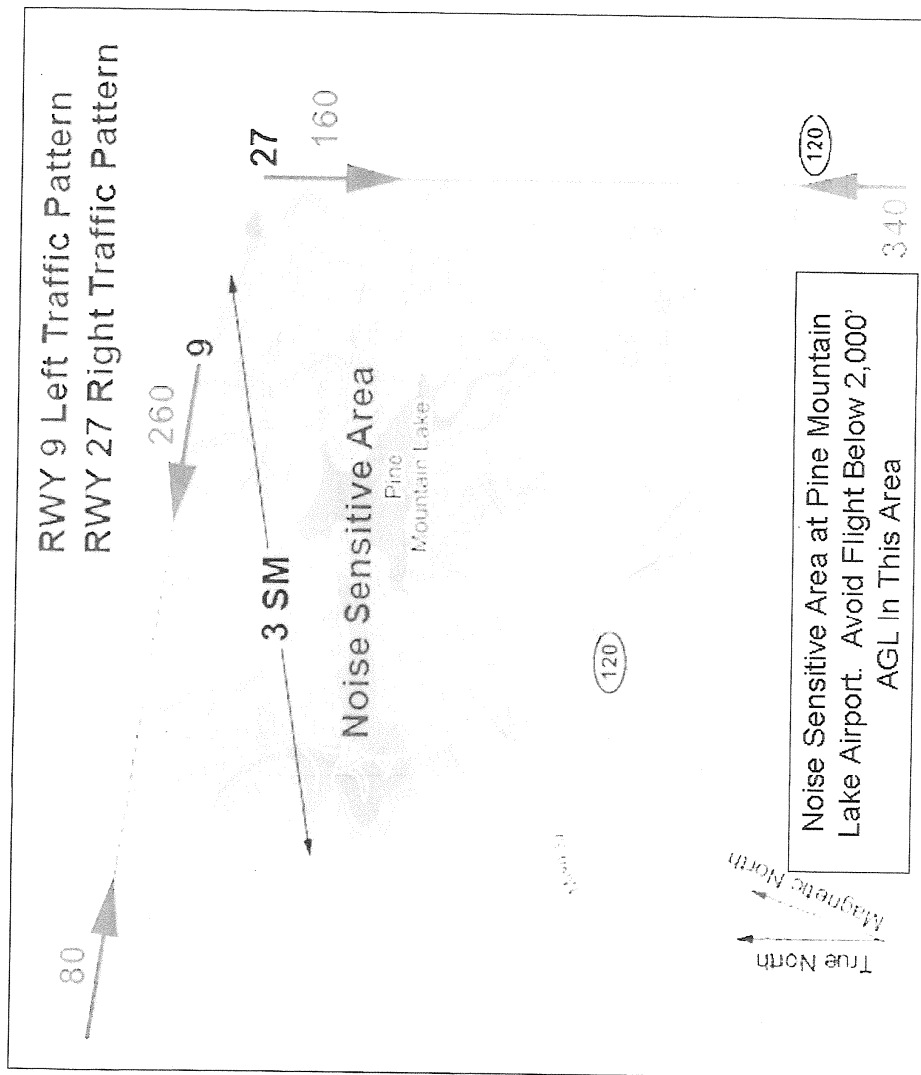 RWY 9 Left Traffic Pattern
RWY 27 Right Traffic Pattern
80
260
9
27
160
3 SM
Noise Sensitive Area
Pine
Mountain Lake
120
120
340
True North
Magnetic North
Noise Sensitive Area at Pine Mountain
Lake Airport. Avoid Flight Below 2,000'
AGL In This Area